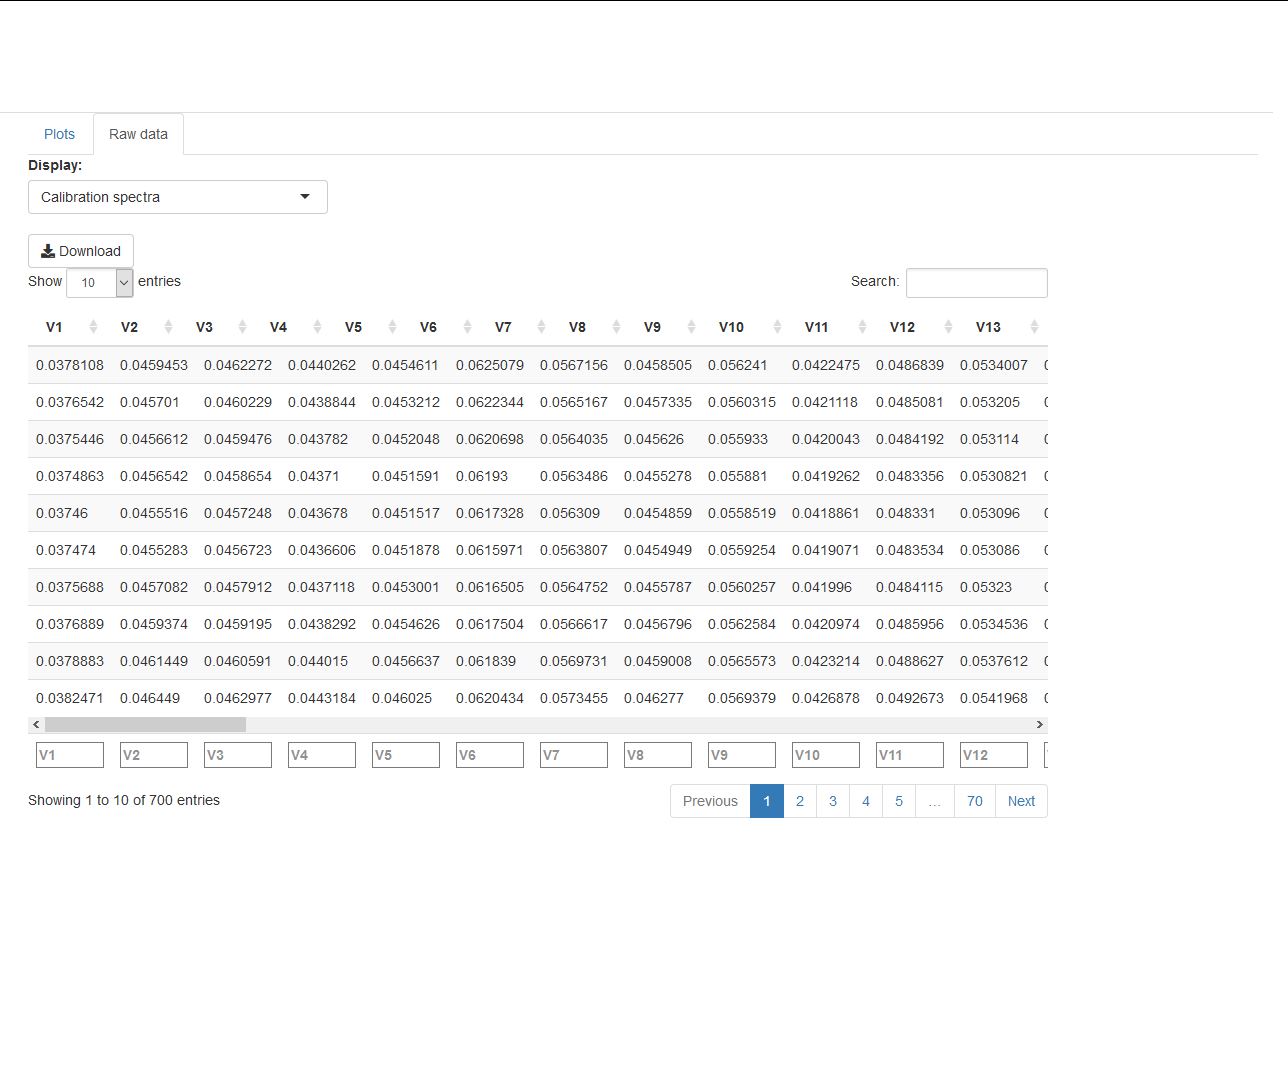 Plots Raw data
Display:
Calibration spectra
Download
Show 10 entries Search:
V1 V2 V3 V4 V5 V6 V7 V8 V9 V10 V11 V12 V13
0.0378108 0.0459453 0.0462272 0.0440262 0.0454611 0.0625079 0.0567156 0.0458505 0.056241 0.0422475 0.0486839 0.0534007
0.0376542 0.045701 0.0460229 0.0438844 0.0453212 0.0622344 0.0565167 0.0457335 0.0560315 0.0421118 0.0485081 0.053205
0.0375446 0.0456612 0.0459476 0.043782 0.0452048 0.0620698 0.0564035 0.045626 0.055933 0.0420043 0.0484192 0.053114
0.0374863 0.0456542 0.0458654 0.04371 0.0451591 0.06193 0.0563486 0.0455278 0.055881 0.0419262 0.0483356 0.0530821
0.03746 0.0455516 0.0457248 0.043678 0.0451517 0.0617328 0.056309 0.0454859 0.0558519 0.0418861 0.048331 0.053096
0.037474 0.0455283 0.0456723 0.0436606 0.0451878 0.0615971 0.0563807 0.0454949 0.0559254 0.0419071 0.0483534 0.053086
0.0375688 0.0457082 0.0457912 0.0437118 0.0453001 0.0616505 0.0564752 0.0455787 0.0560257 0.041996 0.0484115 0.05323
0.0376889 0.0459374 0.0459195 0.0438292 0.0454626 0.0617504 0.0566617 0.0456796 0.0562584 0.0420974 0.0485956 0.0534536
0.0378883 0.0461449 0.0460591 0.044015 0.0456637 0.061839 0.0569731 0.0459008 0.0565573 0.0423214 0.0488627 0.0537612
0.0382471 0.046449 0.0462977 0.0443184 0.046025 0.0620434 0.0573455 0.046277 0.0569379 0.0426878 0.0492673 0.0541968
V1 V2 V3 V4 V5 V6 V7 V8 V9 V10 V11 V12
Showing 1 to 10 of 700 entries Previous 1 2 3 4 5 … 70 Next